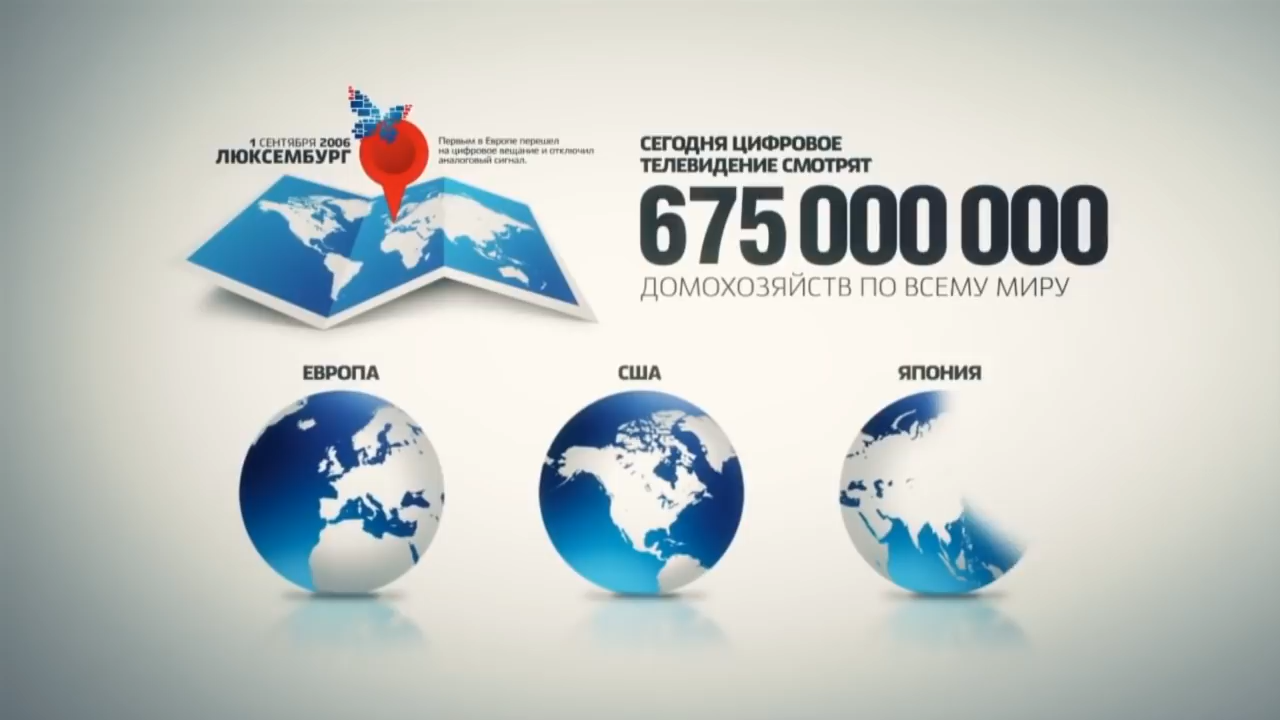 1 СЕНТЯБРЯ 2006
ЛЮКСЕМБУРГ
Первым в Европе перешел
на цифровое вещание и отключил
аналоговый сигнал.
СЕГОДНЯ ЦИФРОВОЕ
ТЕЛЕВИДЕНИЕ СМОТРЯТ
675 000 000
ДОМОХОЗЯЙСТВ ПО ВСЕМУ МИРУ
ЕВРОПА
США
ЯПОНИЯ